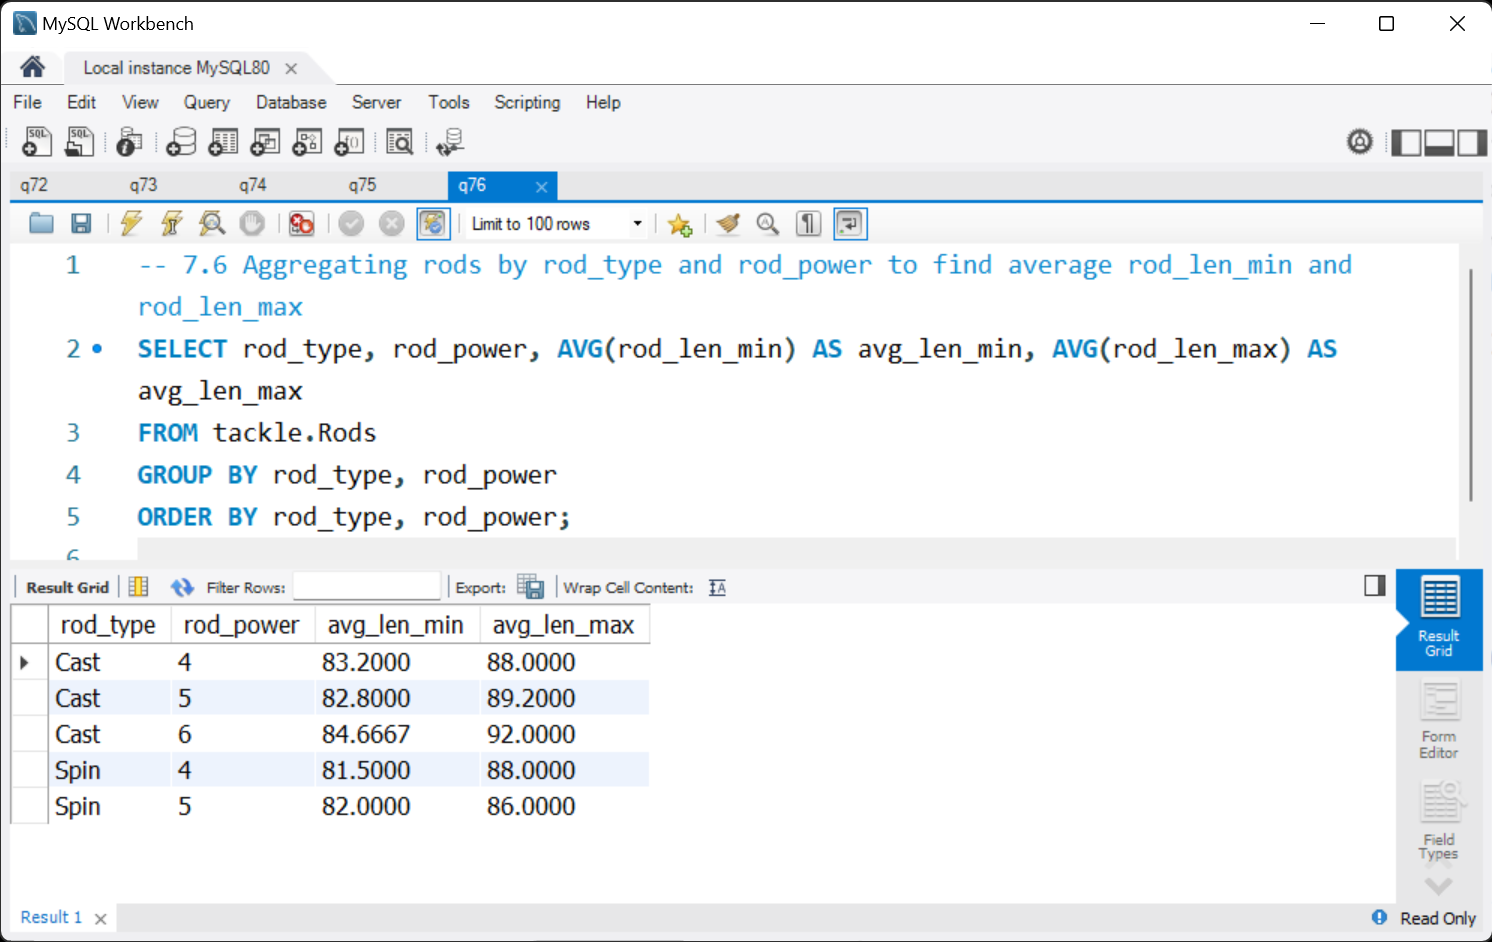 MySQL Workbench
Local instance MySQL80
File Edit View Query Database Server Tools Scripting Help
q72 q73 q74 q75 q76
Limit to 100 rows
1 -- 7.6 Aggregating rods by rod_type and rod_power to find average rod_len_min and
rod_len_max
2 SELECT rod_type, rod_power, AVG(rod_len_min) AS avg_len_min, AVG(rod_len_max) AS
avg_len_max
3 FROM tackle.Rods
4 GROUP BY rod_type, rod_power
5 ORDER BY rod_type, rod_power;
6
Result Grid Filter Rows: Export: Wrap Cell Content:
rod_type rod_power avg_len_min avg_len_max
Cast 4 83.2000 88.0000
Cast 5 82.8000 89.2000
Cast 6 84.6667 92.0000
Spin 4 81.5000 88.0000
Spin 5 82.0000 86.0000
Result
Grid
Form
Editor
Field
Types
Result 1
Read Only